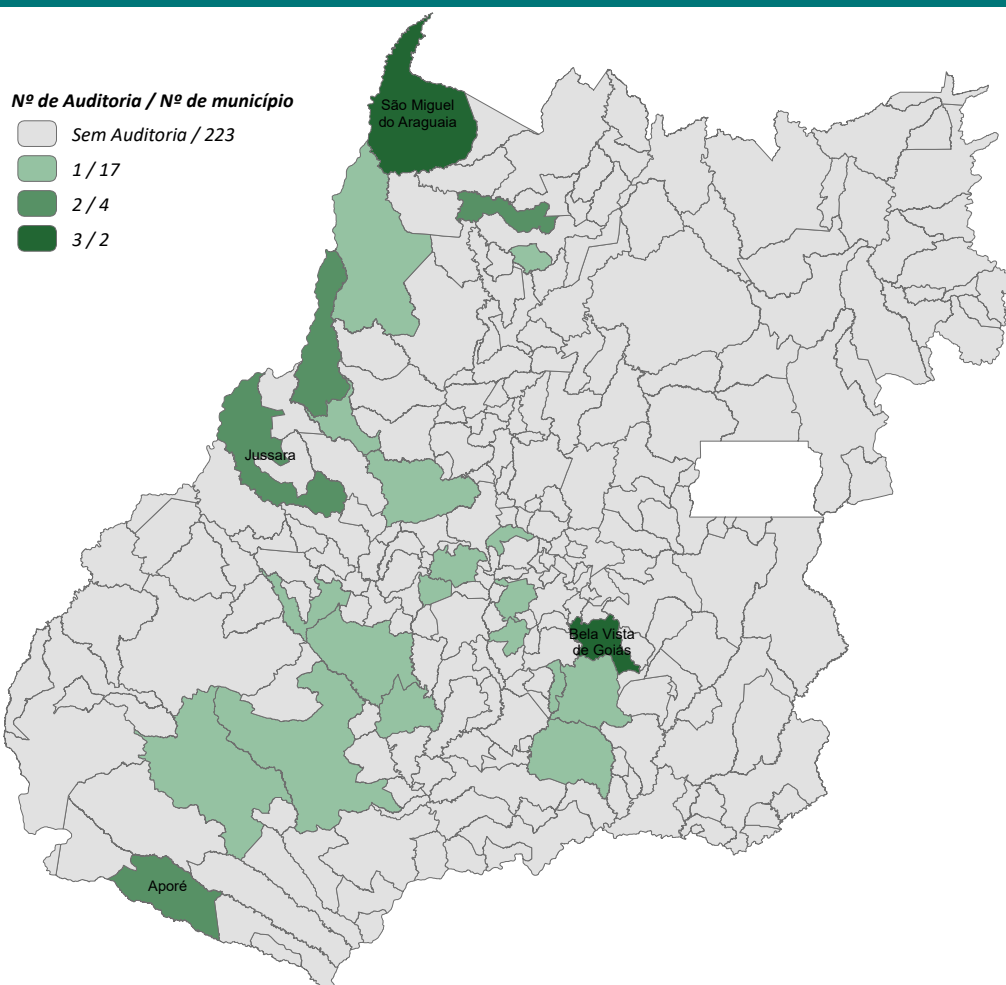 Nº de Auditoria / Nº de município
Sem Auditoria / 223
1 / 17
2 / 4
3 / 2
São Miguel
do Araguaia
Jussara
Bela Vista
de Goiás
Aporé